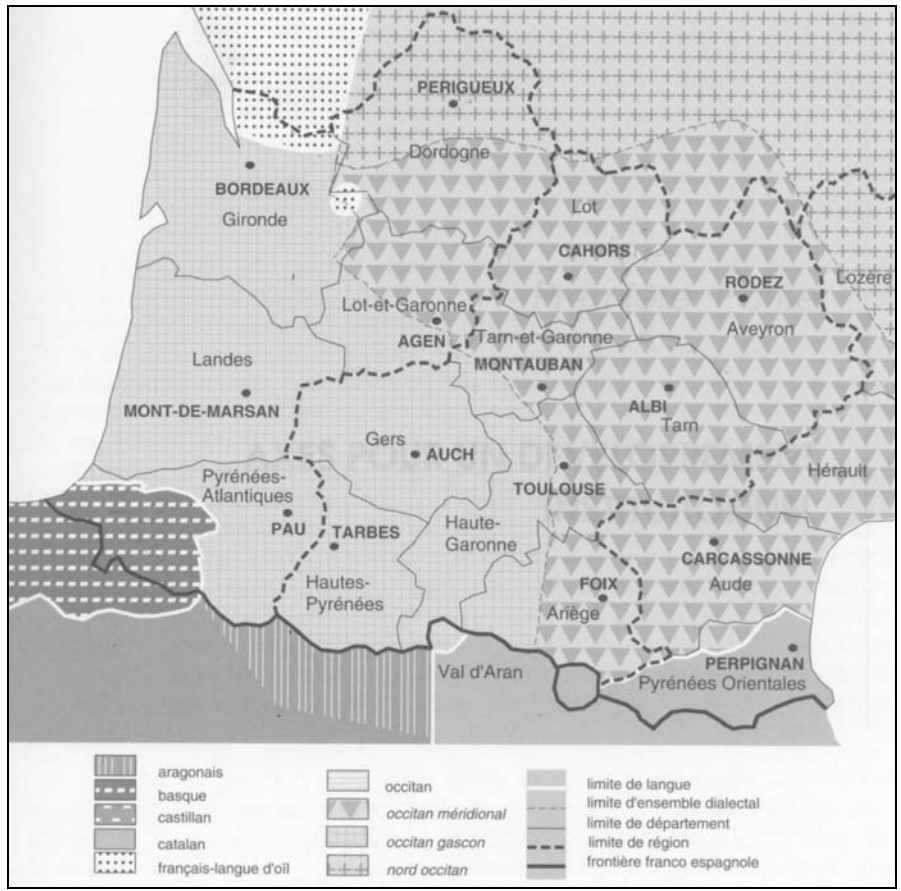 PERIGUEUX
Dordogne
BORDEAUX
Gironde
Lot
CAHORS
RODEZ
Lozère
Aveyron
Lot-et-Garonne
AGEN
Tarn-et-Garonne
MONTAUBAN
Landes
MONT-DE-MARSAN
ALBI
Tarn
Gers
AUCH
Hérault
Pyrénées-
Atlantiques
TOULOUSE
PAU
TARBES
Haute-
Garonne
CARCASSONNE
Aude
Hautes-
Pyrénées
FOIX
Ariège
Val d'Aran
PERPIGNAN
Pyrénées Orientales
aragonais
basque
castillan
catalan
français-langue d'oïl
occitan
occitan méridional
occitan gascon
nord occitan
limite de langue
limite d'ensemble dialectal
limite de département
limite de région
frontière franco espagnole